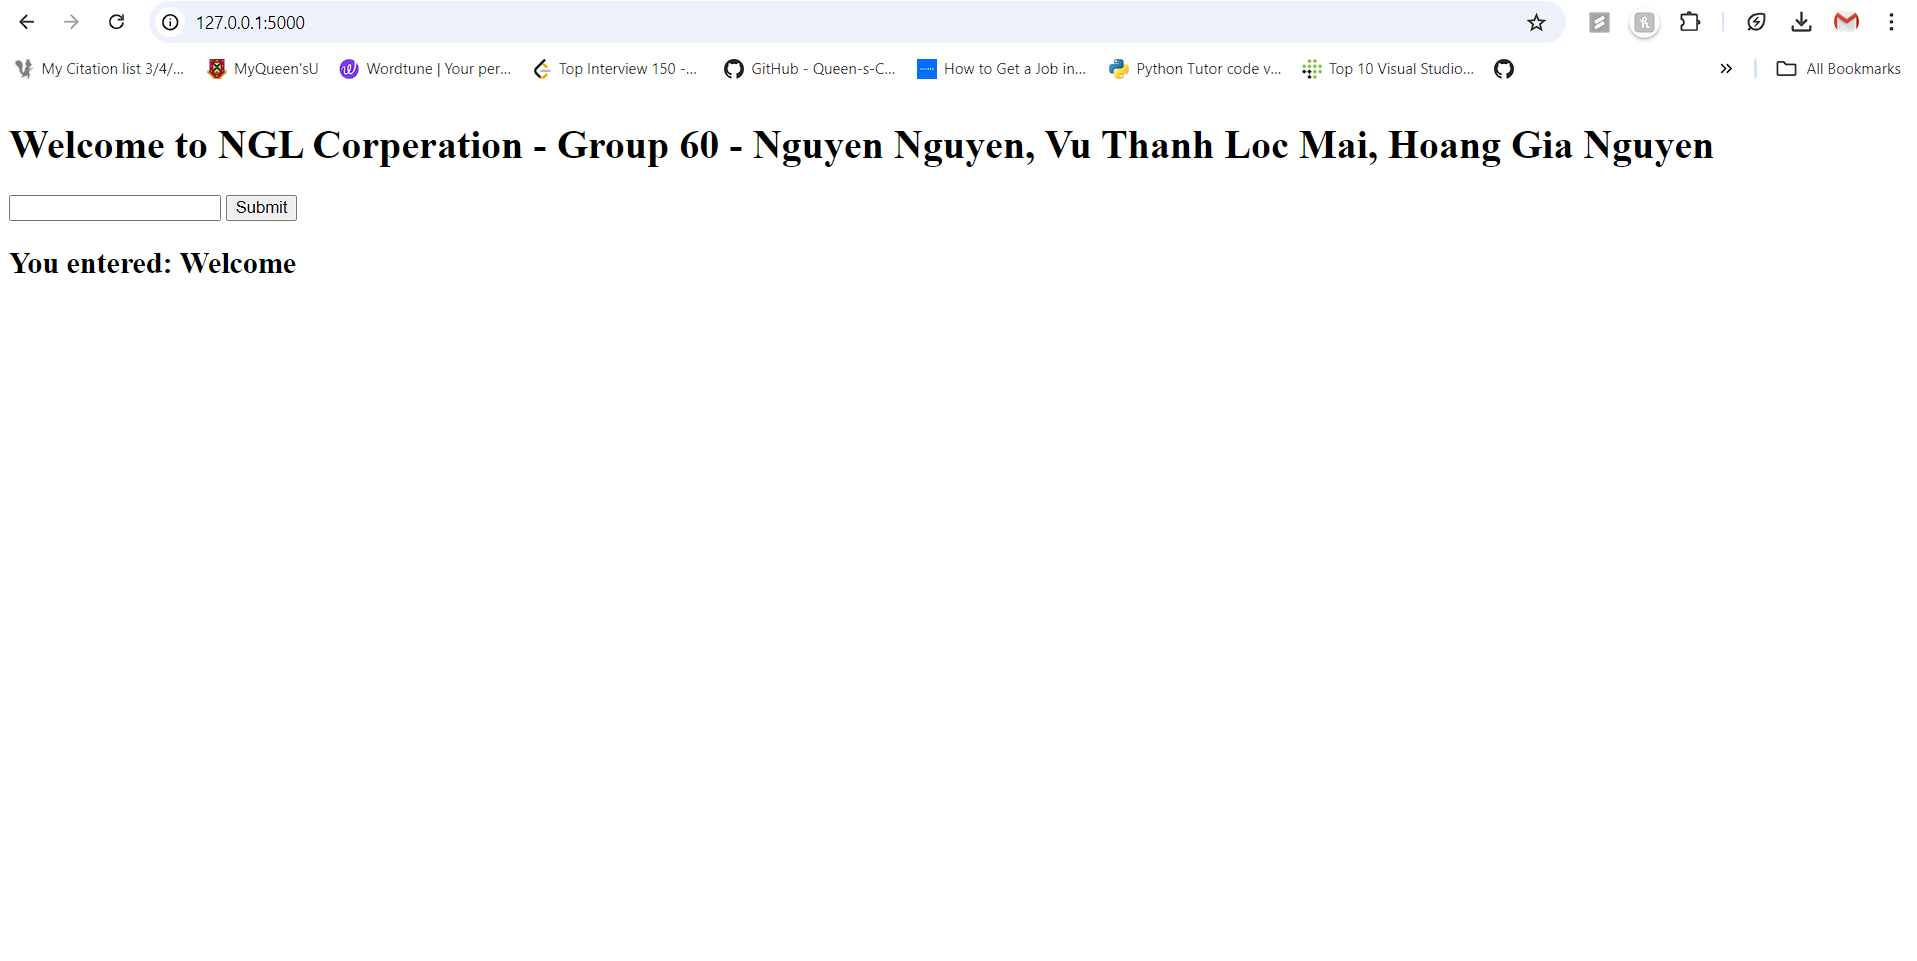 127.0.0.1:5000
My Citation list 3/4/... MyQueen'sU Wordtune | Your per... Top Interview 150 -... GitHub - Queen-s-C... How to Get a Job in... Python Tutor code v... Top 10 Visual Studio... All Bookmarks
Welcome to NGL Corperation - Group 60 - Nguyen Nguyen, Vu Thanh Loc Mai, Hoang Gia Nguyen
Submit
You entered: Welcome